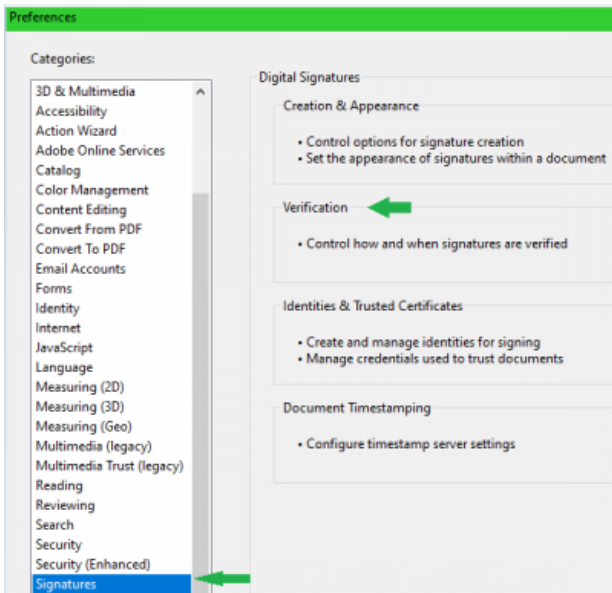 Preferences
Categories:
3D & Multimedia
Accessibility
Action Wizard
Adobe Online Services
Catalog
Color Management
Content Editing
Convert From PDF
Convert To PDF
Email Accounts
Forms
Identity
Internet
JavaScript
Language
Measuring (2D)
Measuring (3D)
Measuring (Geo)
Multimedia (legacy)
Multimedia Trust (legacy)
Reading
Reviewing
Search
Security
Security (Enhanced)
Signatures
Digital Signatures
Creation & Appearance
• Control options for signature creation
• Set the appearance of signatures within a document
Verification
• Control how and when signatures are verified
Identities & Trusted Certificates
• Create and manage identities for signing
• Manage credentials used to trust documents
Document Timestamping
• Configure timestamp server settings